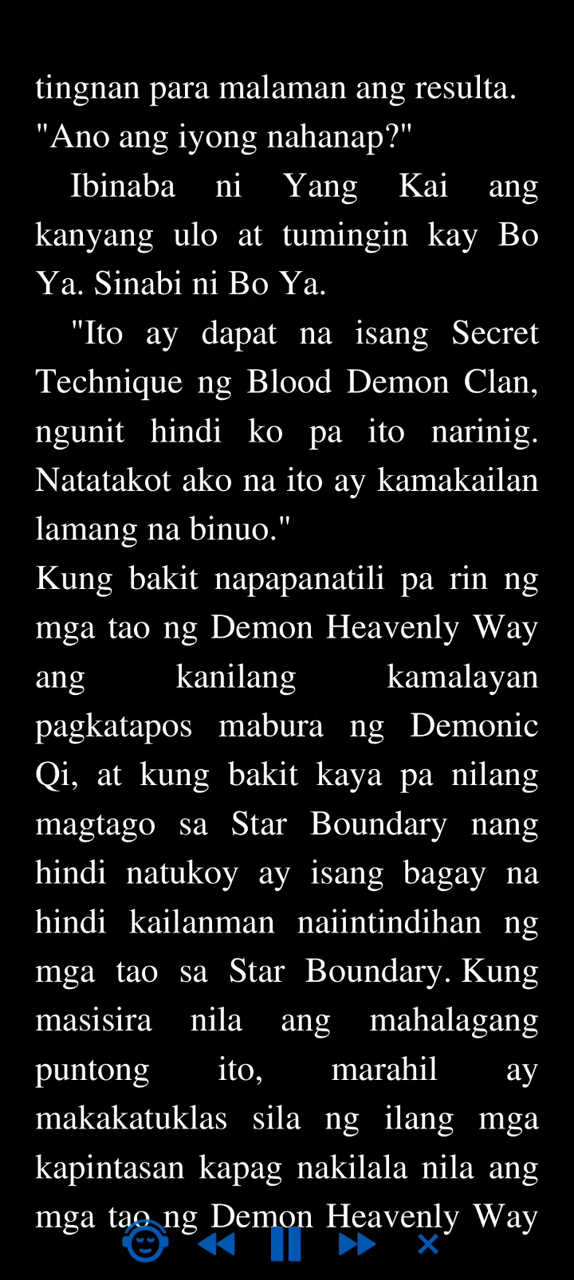 tingnan para malaman ang resulta.
"Ano ang iyong nahanap?"
Ibinaba ni Yang Kai ang
kanyang ulo at tumingin kay Bo
Ya. Sinabi ni Bo Ya.
"Ito ay dapat na isang Secret
Technique ng Blood Demon Clan,
ngunit hindi ko pa ito narinig.
Natatakot ako na ito ay kamakailan
lamang na binuo."
Kung bakit napapanatili pa rin ng
mga tao ng Demon Heavenly Way
ang kanilang kamalayan
pagkatapos mabura ng Demonic
Qi, at kung bakit kaya pa nilang
magtago sa Star Boundary nang
hindi natukoy ay isang bagay na
hindi kailanman naiintindihan ng
mga tao sa Star Boundary. Kung
masisira nila ang mahalagang
puntong ito, marahil ay
makakatuklas sila ng ilang mga
kapintasan kapag nakilala nila ang
mga tao ng Demon Heavenly Way